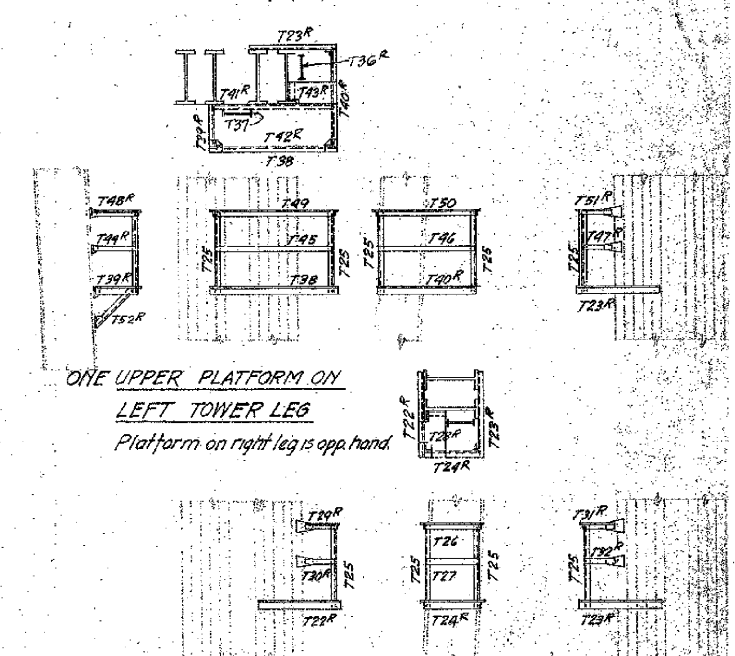 T23R
T36R
T41R
T43R
T40R
T39R
T37
T42R
T38
T48R
T49
T50
T51R
T44R
T45
T46
T47R
T25
T25
T25
T25
T25
T39R
T38
T40R
T23R
T52R
ONE UPPER PLATFORM ON
LEFT TOWER LEG
Platform on right leg is opp. hand.
T22R
T28R
T23R
T24R
T29R
T26
T31R
T30R
T25
T25
T27
T25
T25
T32R
T22R
T24R
T23R